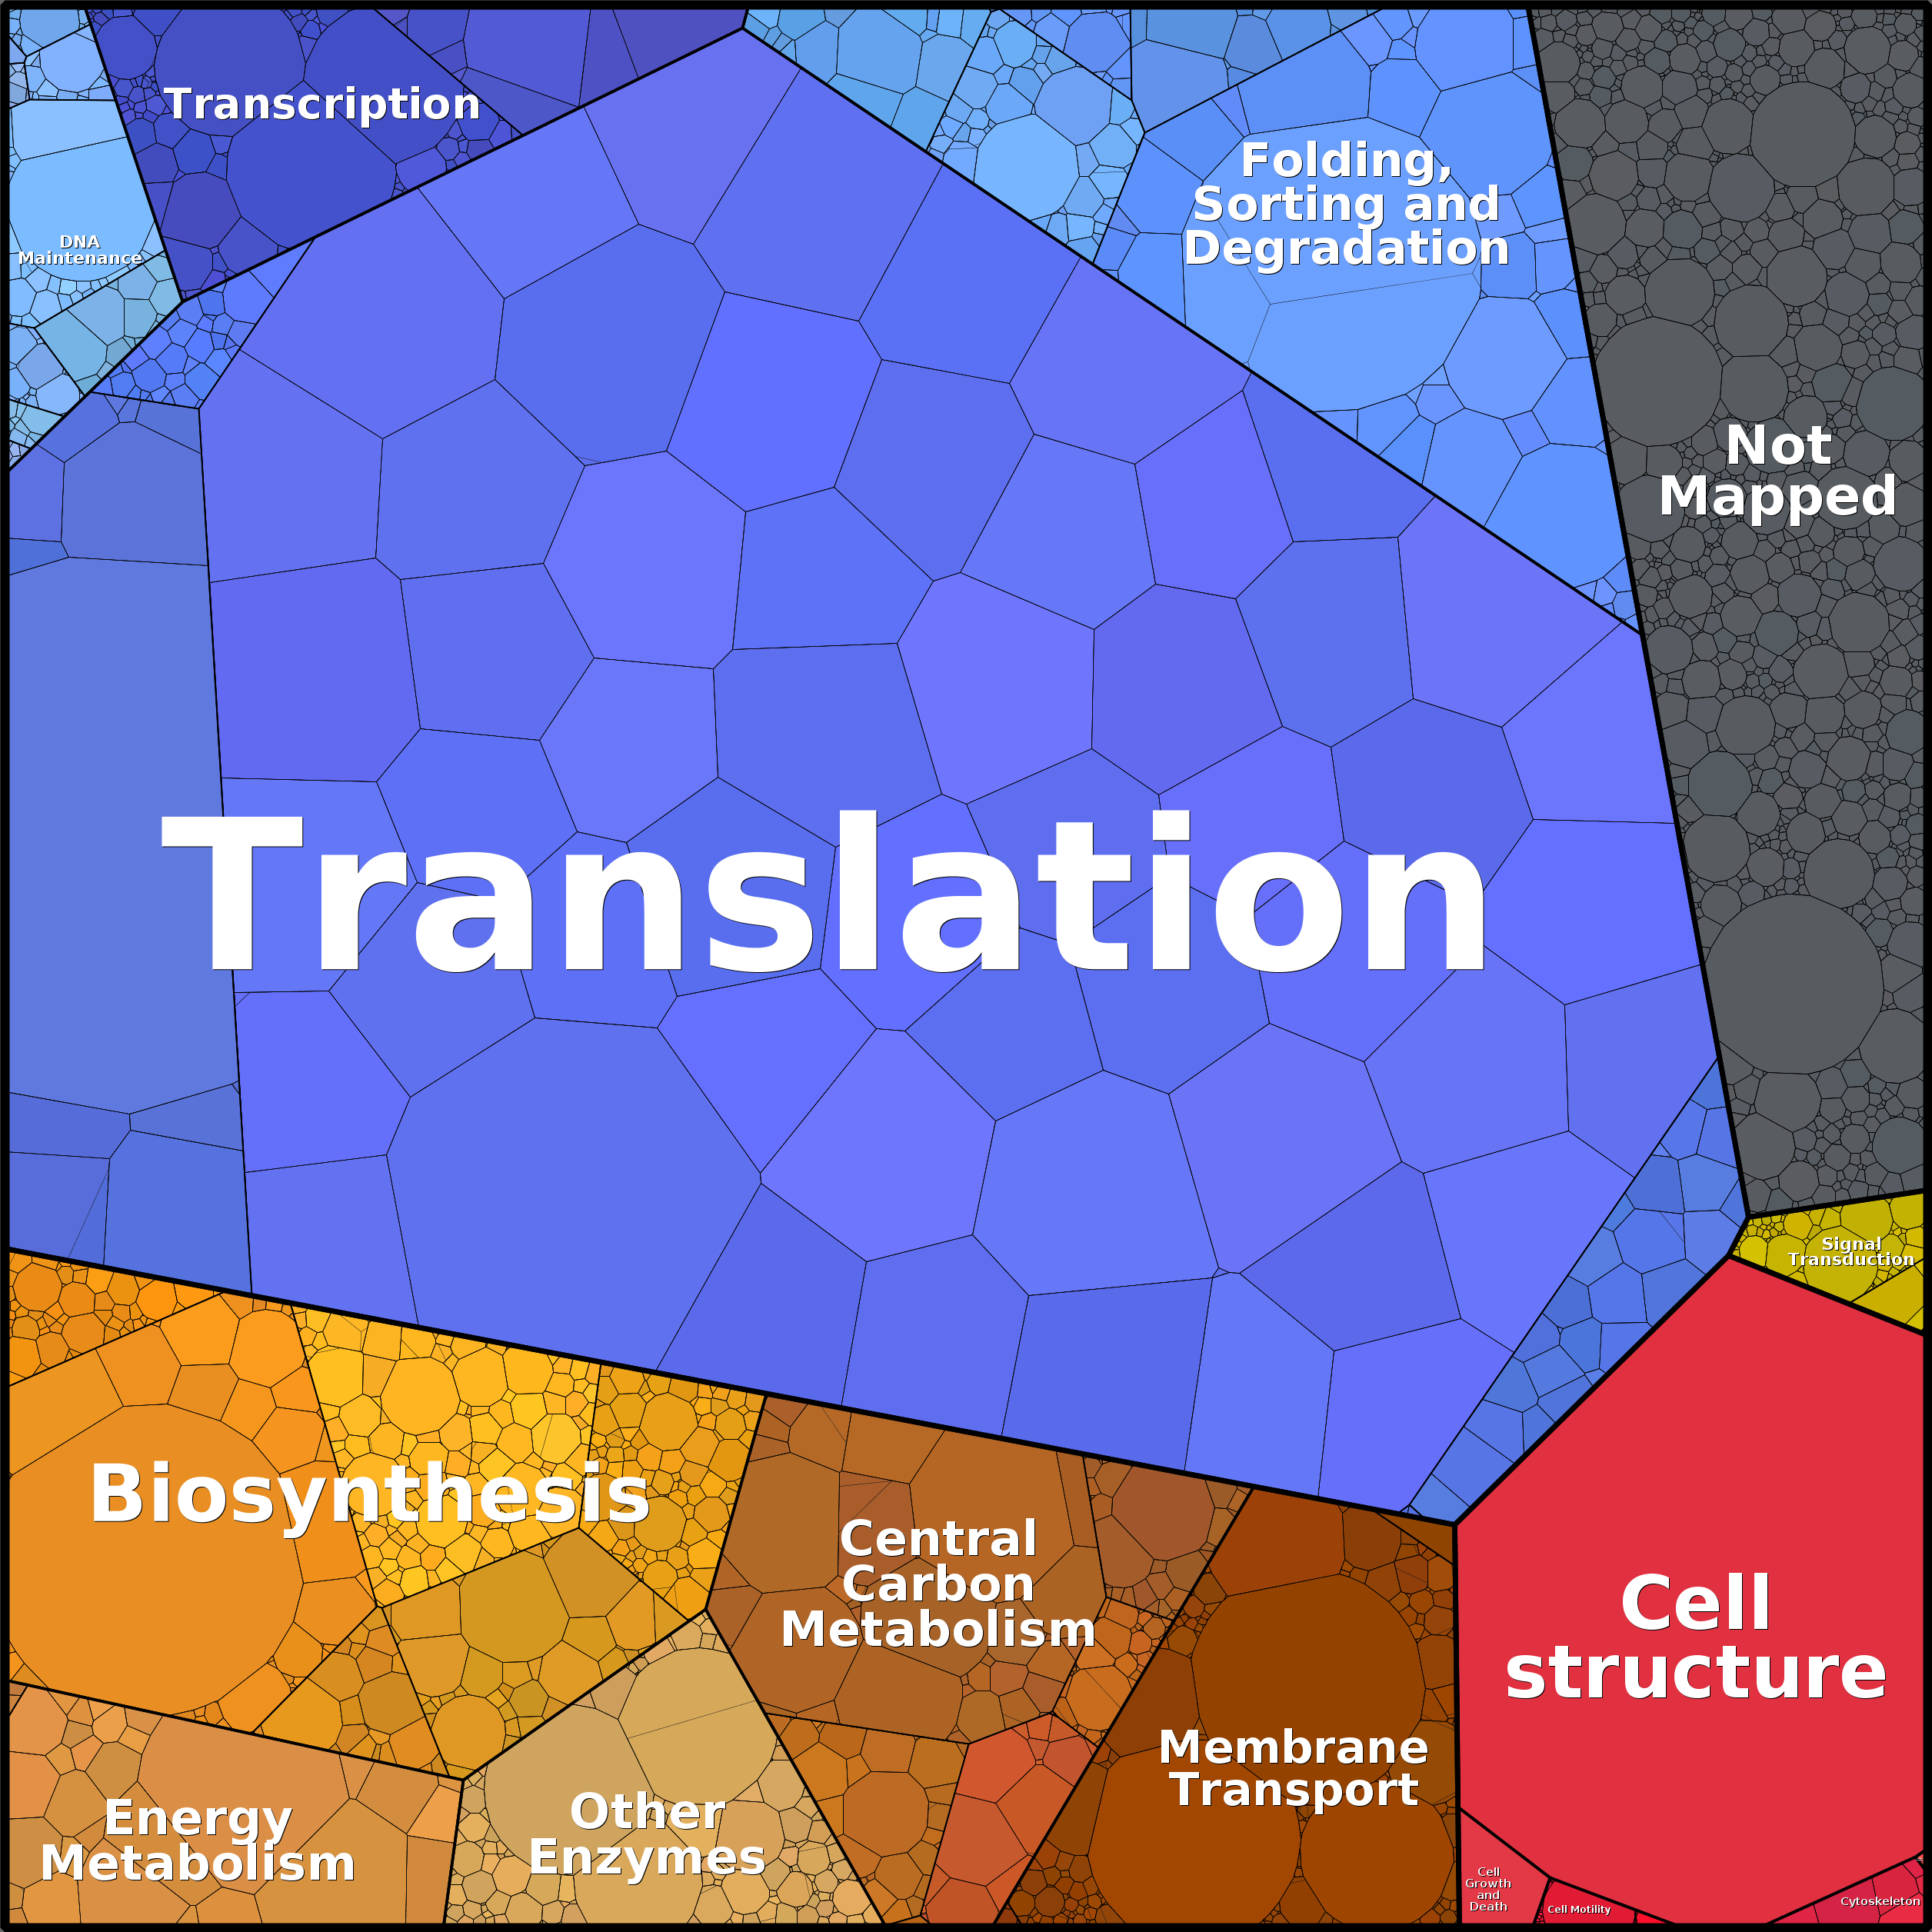 Transcription
Folding,
Sorting and
Degradation
DNA
Maintenance
Not
Mapped
Translation
Signal
Transduction
Biosynthesis
Central
Carbon
Metabolism
Cell
structure
Membrane
Transport
Energy
Metabolism
Other
Enzymes
Cell
Growth
and
Death
Cell Motility
Cytoskeleton